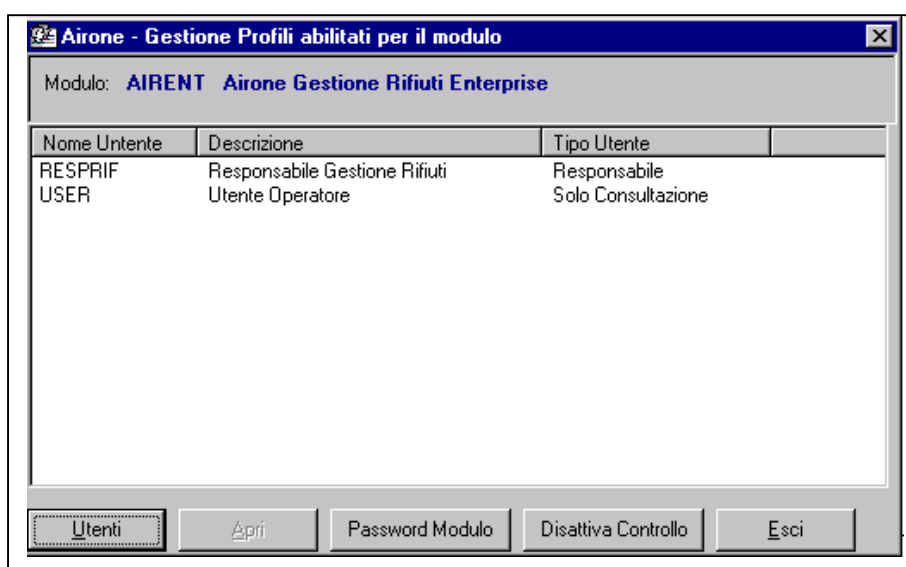 Airone - Gestione Profili abilitati per il modulo
Modulo: AIRENT Airone Gestione Rifiuti Enterprise
Nome Untente Descrizione Tipo Utente
RESPRIF Responsabile Gestione Rifiuti Responsabile
USER Utente Operatore Solo Consultazione
Utenti Apri Password Modulo Disattiva Controllo Esci